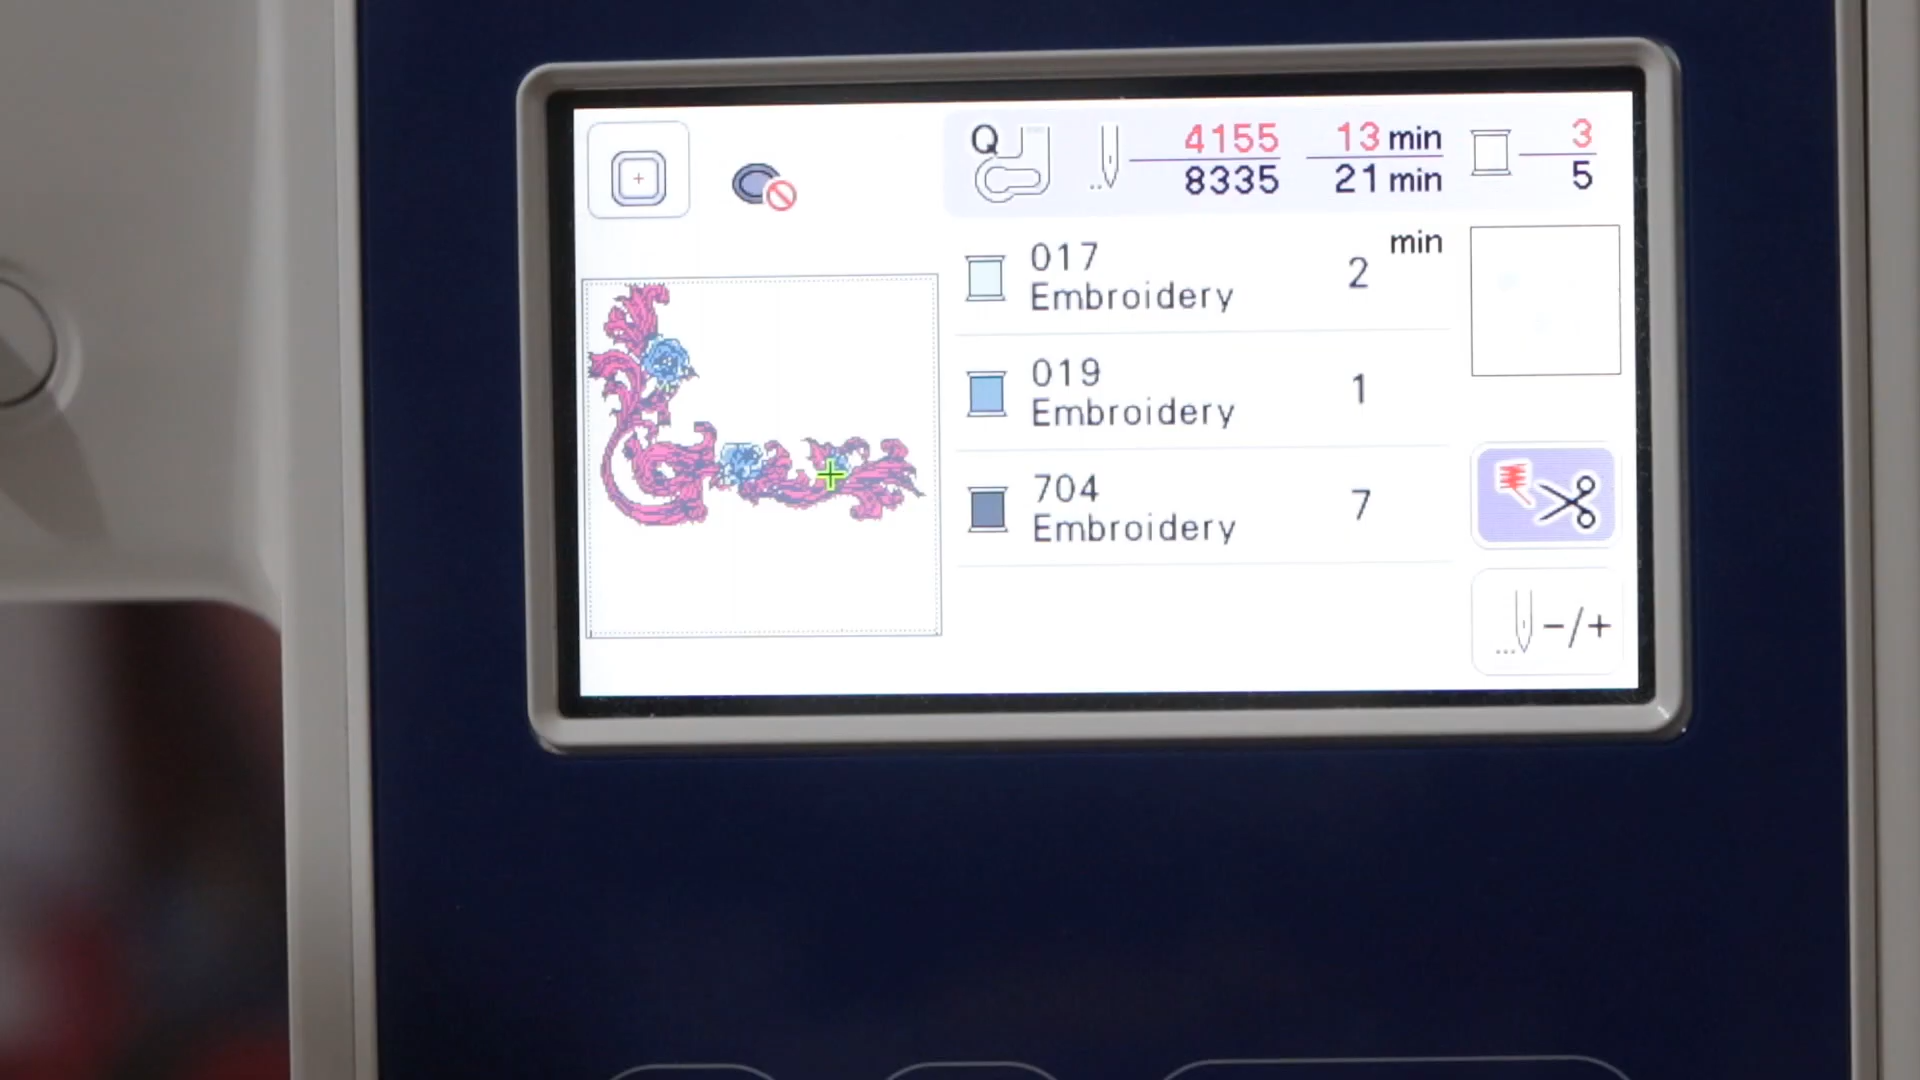 Q 4155 13 min 3
8335 21 min 5
min
017 2
Embroidery
019 1
Embroidery
704 7
Embroidery
-/+